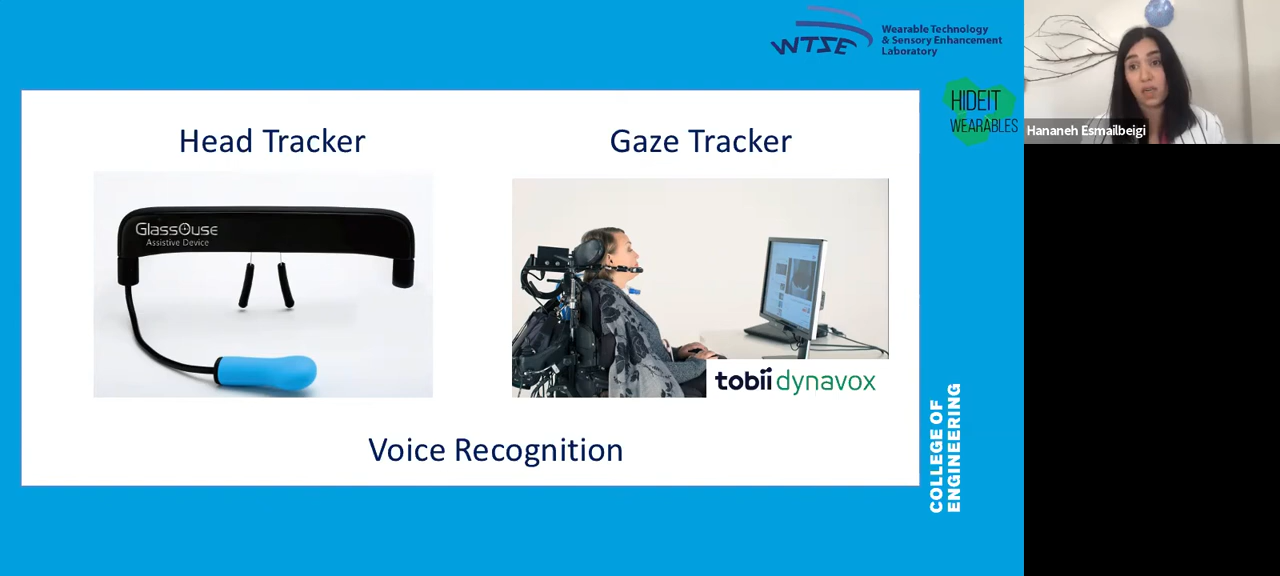 WTSE
Wearable Technology
& Sensory Enhancement
Laboratory
HIDEIT
WEARABLES
Hananeh Esmailbeigi
Head Tracker
Gaze Tracker
GlassOuse
Assistive Device
tobii dynavox
Voice Recognition
COLLEGE OF
ENGINEERING